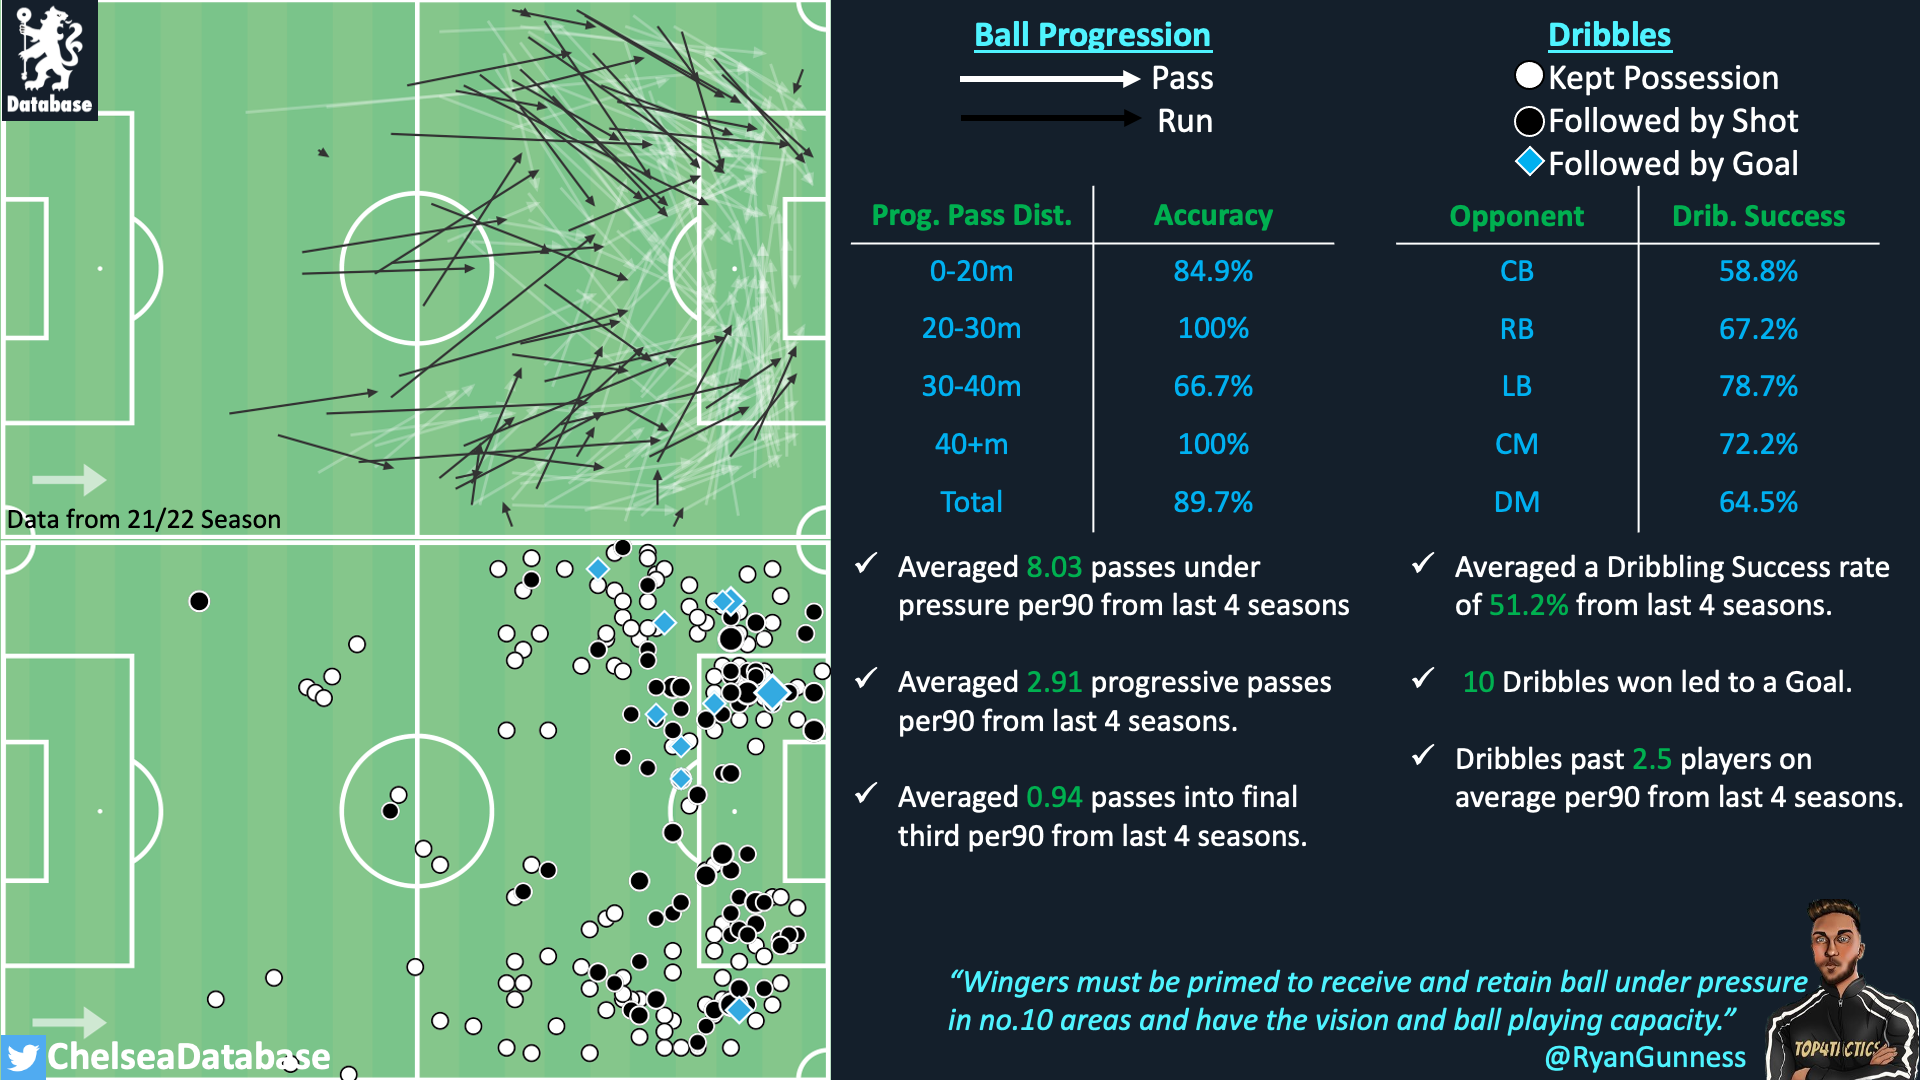 Database
Data from 21/22 Season
Ball Progression
Pass
Run
Prog. Pass Dist. Accuracy
0-20m 84.9%
20-30m 100%
30-40m 66.7%
40+m 100%
Total 89.7%
✓ Averaged 8.03 passes under
pressure per90 from last 4 seasons
✓ Averaged 2.91 progressive passes
per90 from last 4 seasons.
✓ Averaged 0.94 passes into final
third per90 from last 4 seasons.
Dribbles
Kept Possession
Followed by Shot
Followed by Goal
Opponent Drib. Success
CB 58.8%
RB 67.2%
LB 78.7%
CM 72.2%
DM 64.5%
✓ Averaged a Dribbling Success rate
of 51.2% from last 4 seasons.
✓ 10 Dribbles won led to a Goal.
✓ Dribbles past 2.5 players on
average per90 from last 4 seasons.
“Wingers must be primed to receive and retain ball under pressure
in no.10 areas and have the vision and ball playing capacity.”
@RyanGunness
TOP4TACTICS
ChelseaDatabase